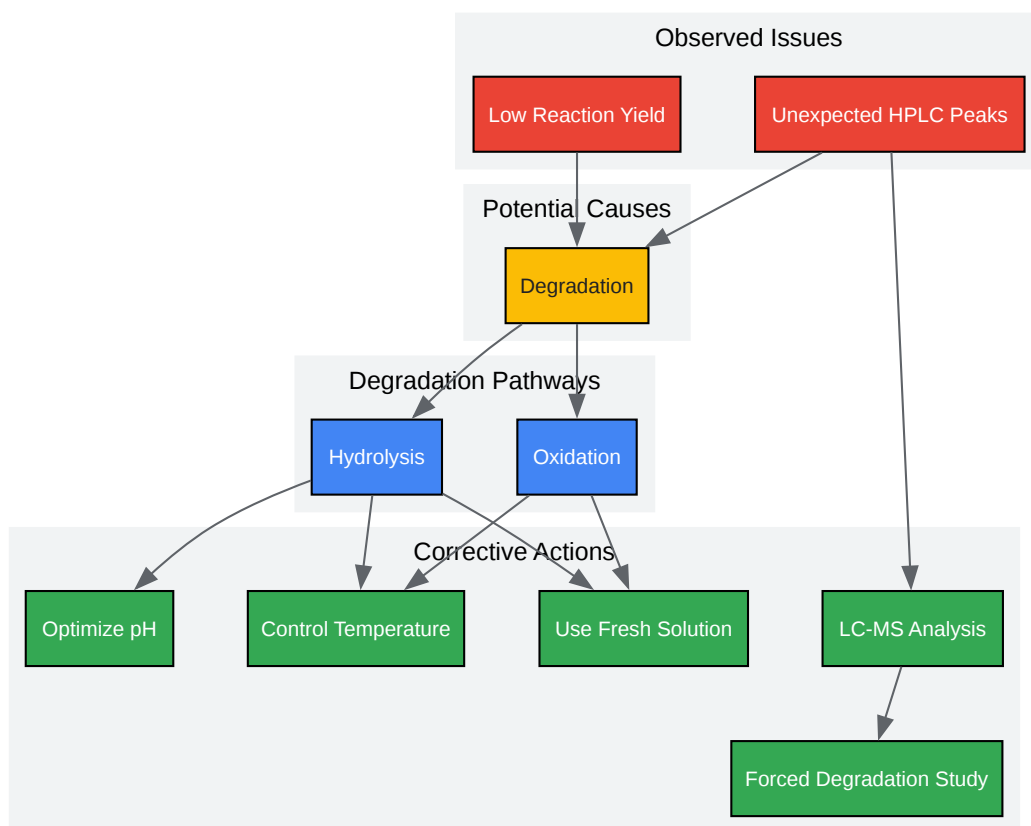 Observed Issues
Low Reaction Yield
Unexpected HPLC Peaks
Potential Causes
Degradation
Degradation Pathways
Hydrolysis
Oxidation
Corrective Actions
Optimize pH
Control Temperature
Use Fresh Solution
LC-MS Analysis
Forced Degradation Study